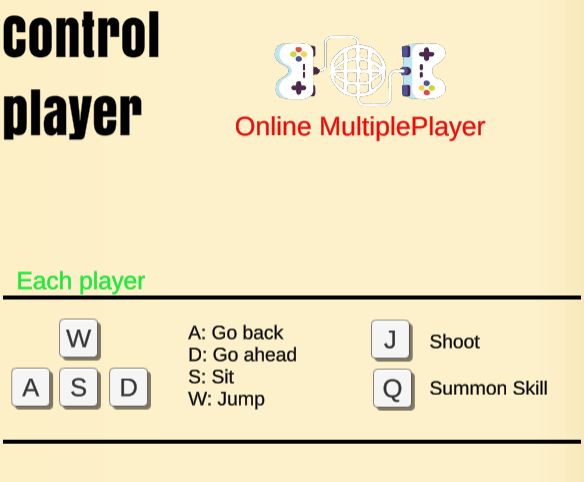 control
player
Online MultiplePlayer
Each player
W
A S D
A: Go back
D: Go ahead
S: Sit
W: Jump
J Shoot
Q Summon Skill